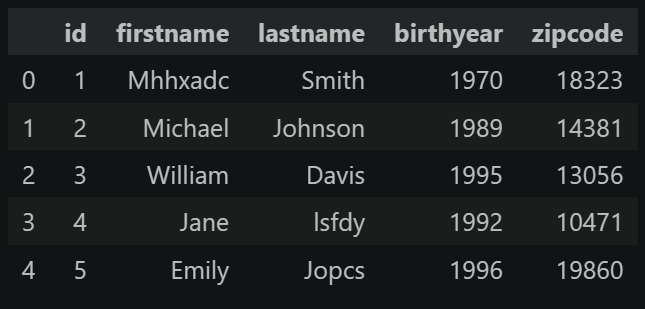 id firstname lastname birthyear zipcode
0 1 Mhhxadc Smith 1970 18323
1 2 Michael Johnson 1989 14381
2 3 William Davis 1995 13056
3 4 Jane lsfdy 1992 10471
4 5 Emily Jopcs 1996 19860